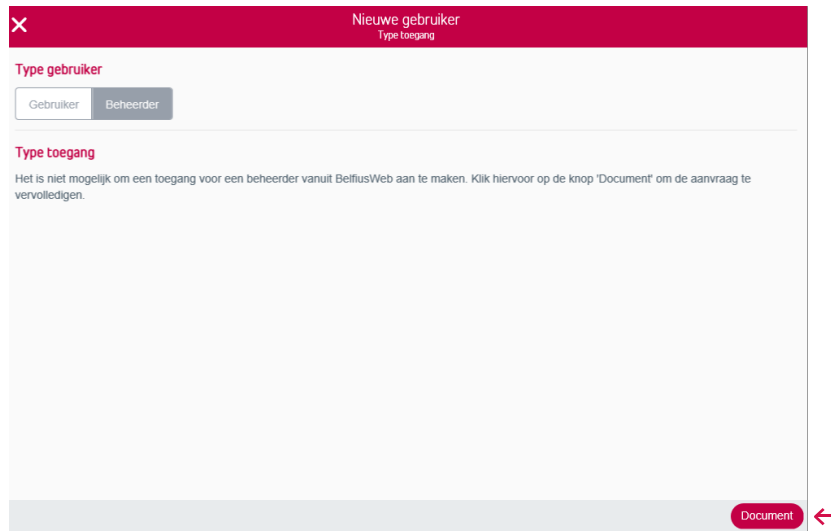 Nieuwe gebruiker
Type toegang
Type gebruiker
Gebruiker Beheerder
Type toegang
Het is niet mogelijk om een toegang voor een beheerder vanuit BelfiusWeb aan te maken. Klik hiervoor op de knop 'Document' om de aanvraag te
vervolledigen.
Document